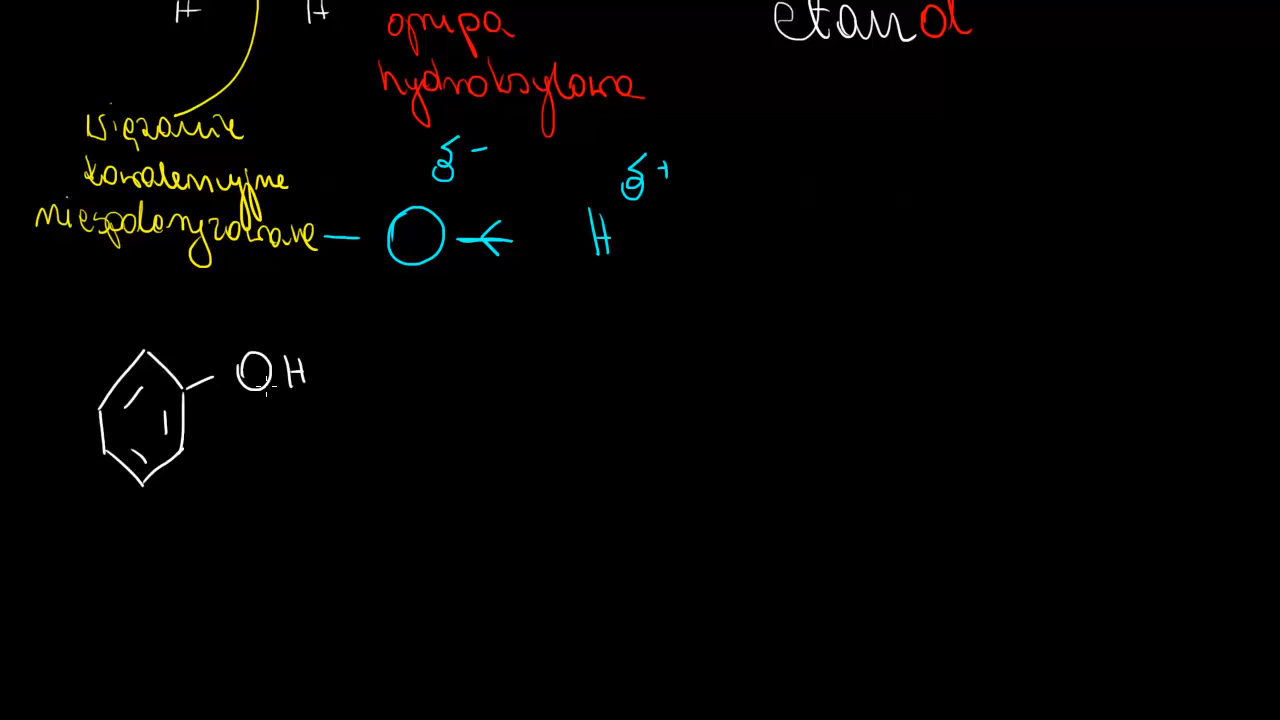 H H
grupa
hydroksylowa
etanol
wiązanie
kowalencyjne
niespolaryzowane
δ- δ+
- O H
OH